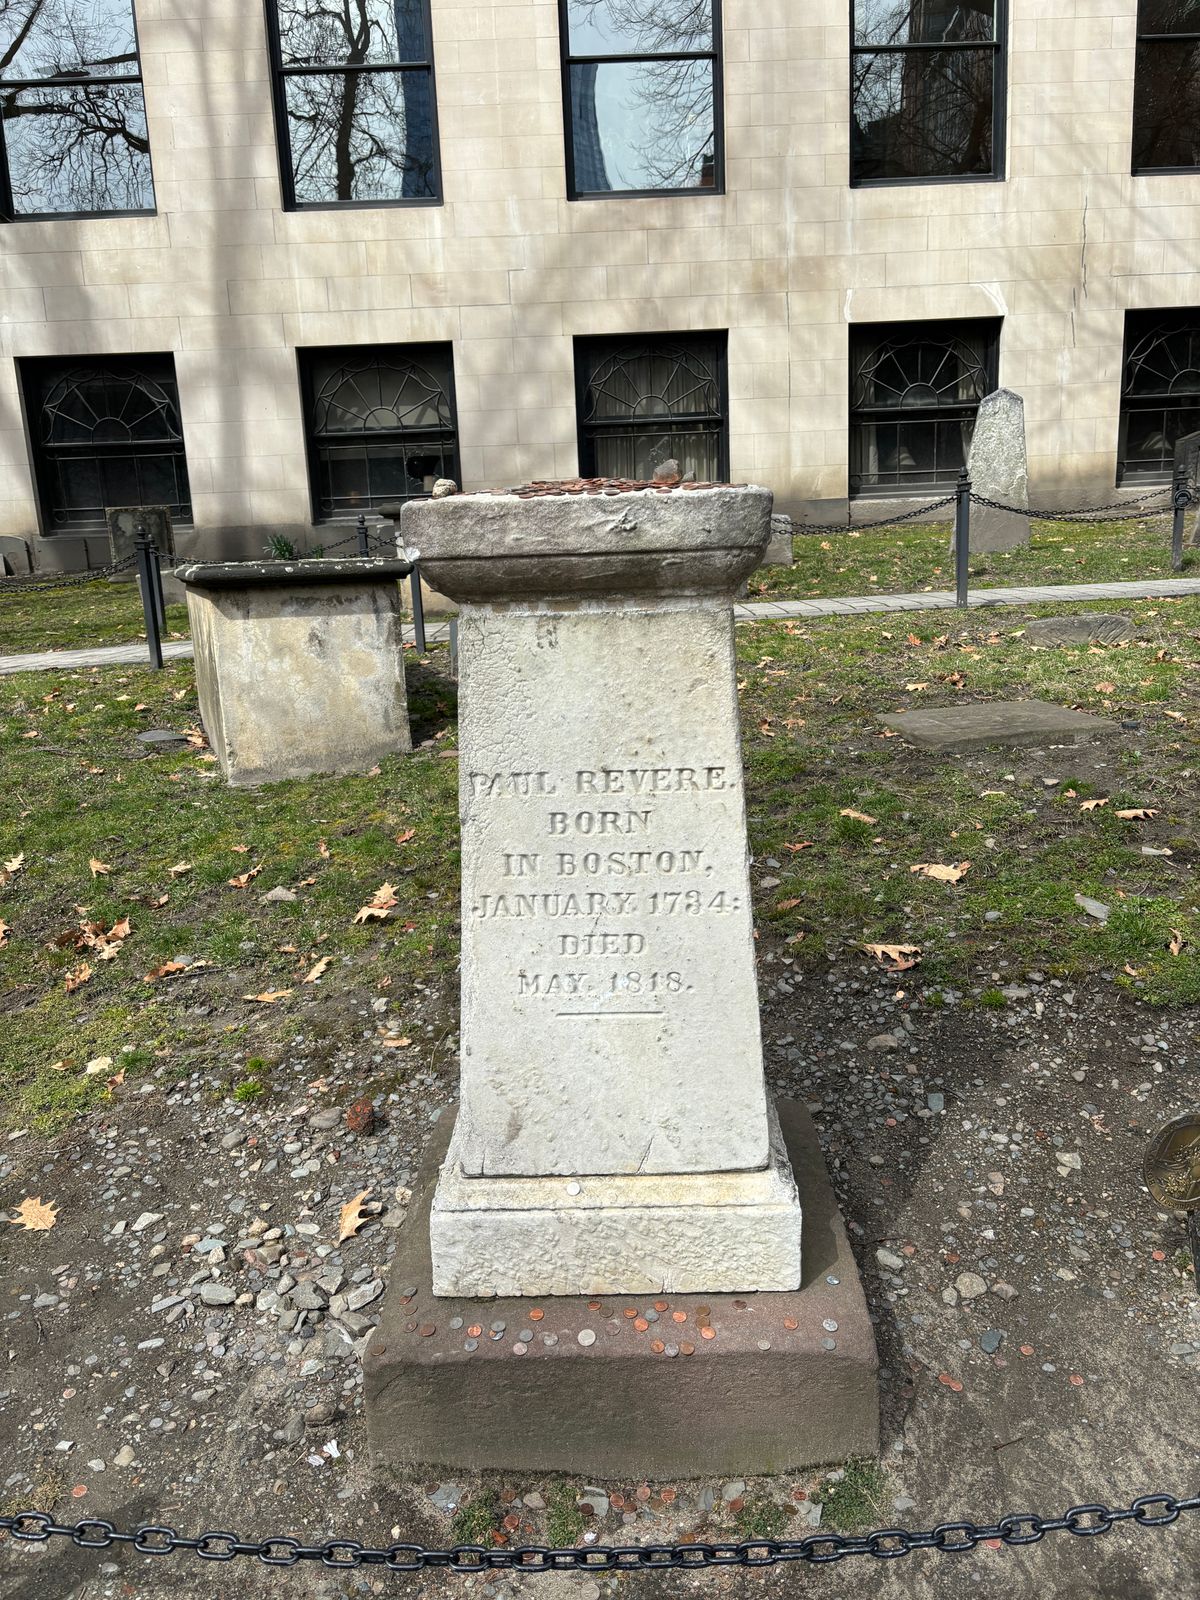 PAUL REVERE.
BORN
IN BOSTON,
JANUARY. 1734:
DIED
MAY. 1818.